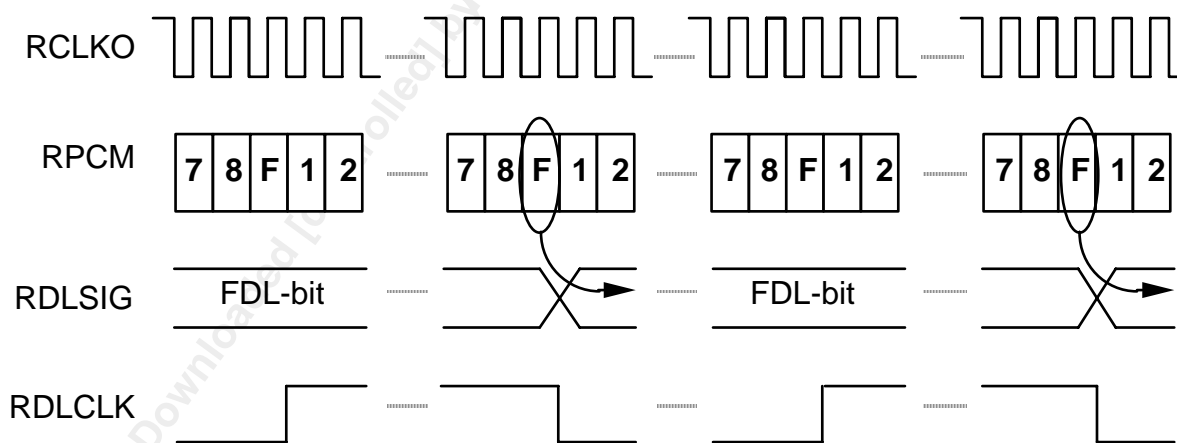 RCLKO
RPCM 7 8 F 1 2 7 8 F 1 2 7 8 F 1 2 7 8 F 1 2
RDLSIG FDL-bit FDL-bit
RDLCLK
Downloaded